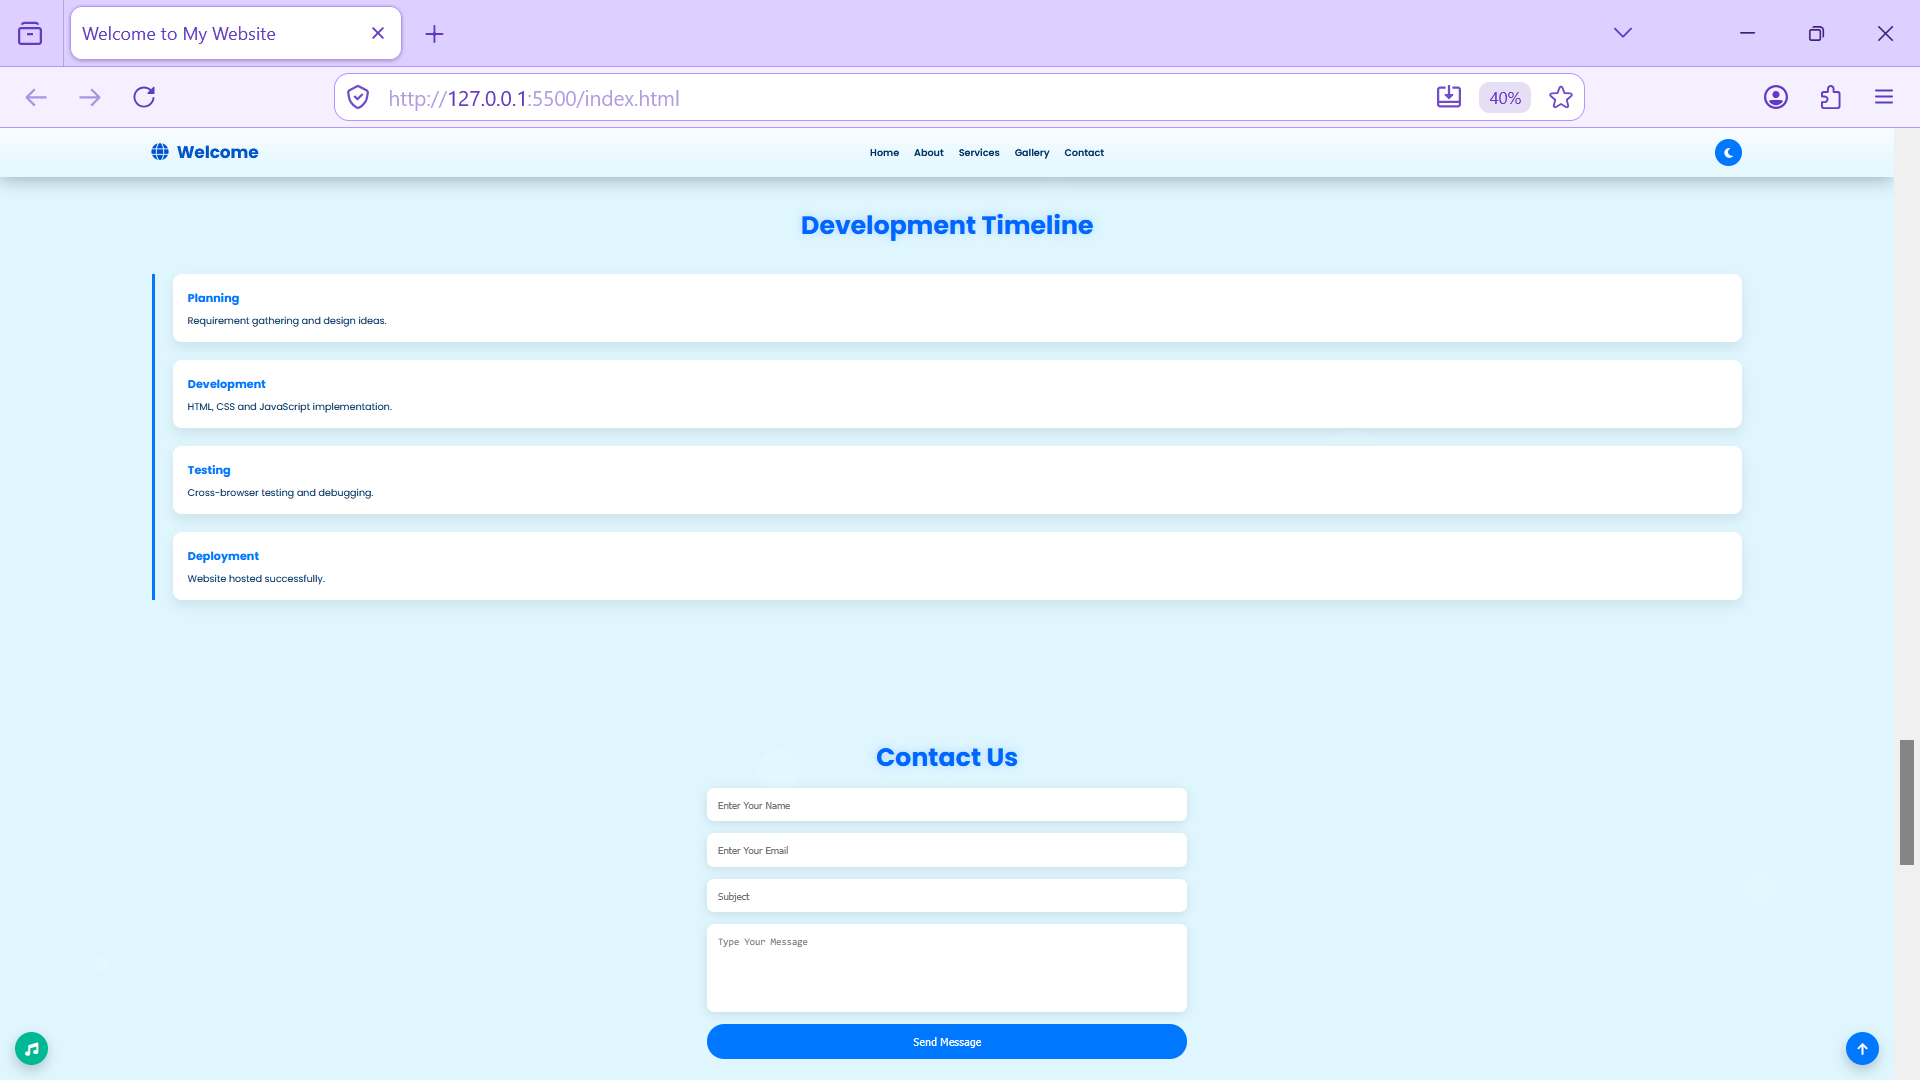 Welcome to My Website
http://127.0.0.1:5500/index.html
40%
Welcome
Home About Services Gallery Contact
Development Timeline
Planning
Requirement gathering and design ideas.
Development
HTML, CSS and JavaScript implementation.
Testing
Cross-browser testing and debugging.
Deployment
Website hosted successfully.
Contact Us
Enter Your Name
Enter Your Email
Subject
Type Your Message
Send Message